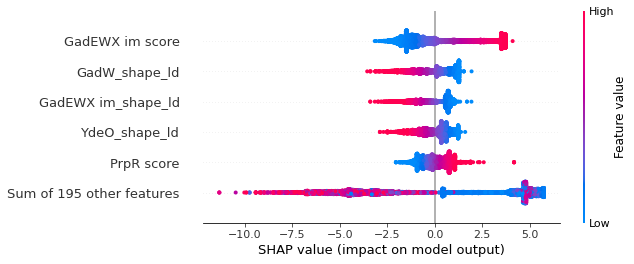 High
GadEWX im score
GadW_shape_ld
GadEWX im_shape_ld
YdeO_shape_ld
PrpR score
Sum of 195 other features
Feature value
Low
−10.0 −7.5 −5.0 −2.5 0.0 2.5 5.0
SHAP value (impact on model output)